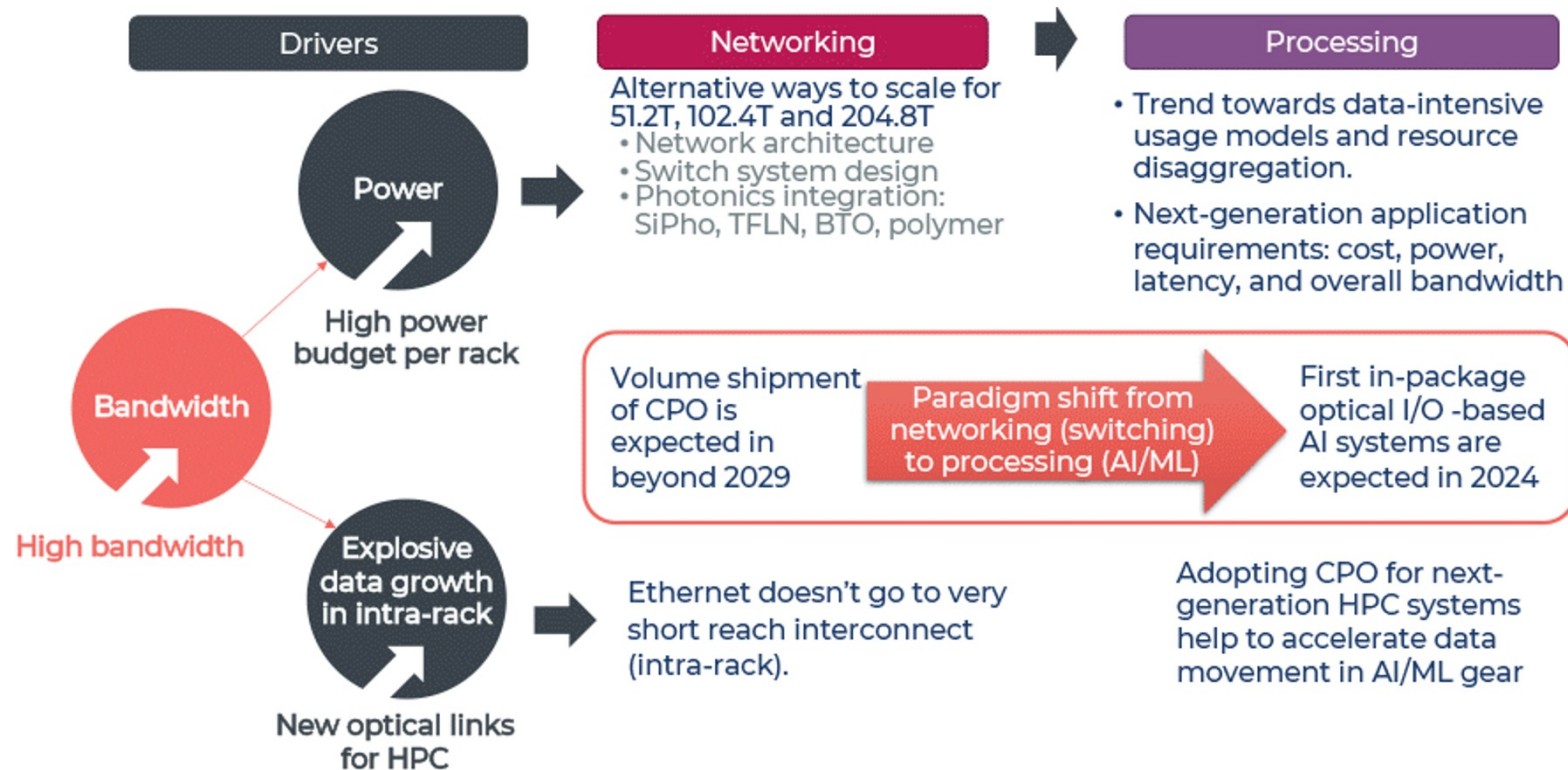 Drivers
Networking
Processing
Power
High power
budget per rack
Bandwidth
High bandwidth
Explosive
data growth
in intra-rack
New optical links
for HPC
Alternative ways to scale for
51.2T, 102.4T and 204.8T
• Network architecture
• Switch system design
• Photonics integration:
SiPho, TFLN, BTO, polymer
• Trend towards data-intensive
usage models and resource
disaggregation.
• Next-generation application
requirements: cost, power,
latency, and overall bandwidth
Volume shipment
of CPO is
expected in
beyond 2029
Paradigm shift from
networking (switching)
to processing (AI/ML)
First in-package
optical I/O -based
AI systems are
expected in 2024
Ethernet doesn't go to very
short reach interconnect
(intra-rack).
Adopting CPO for next-
generation HPC systems
help to accelerate data
movement in AI/ML gear